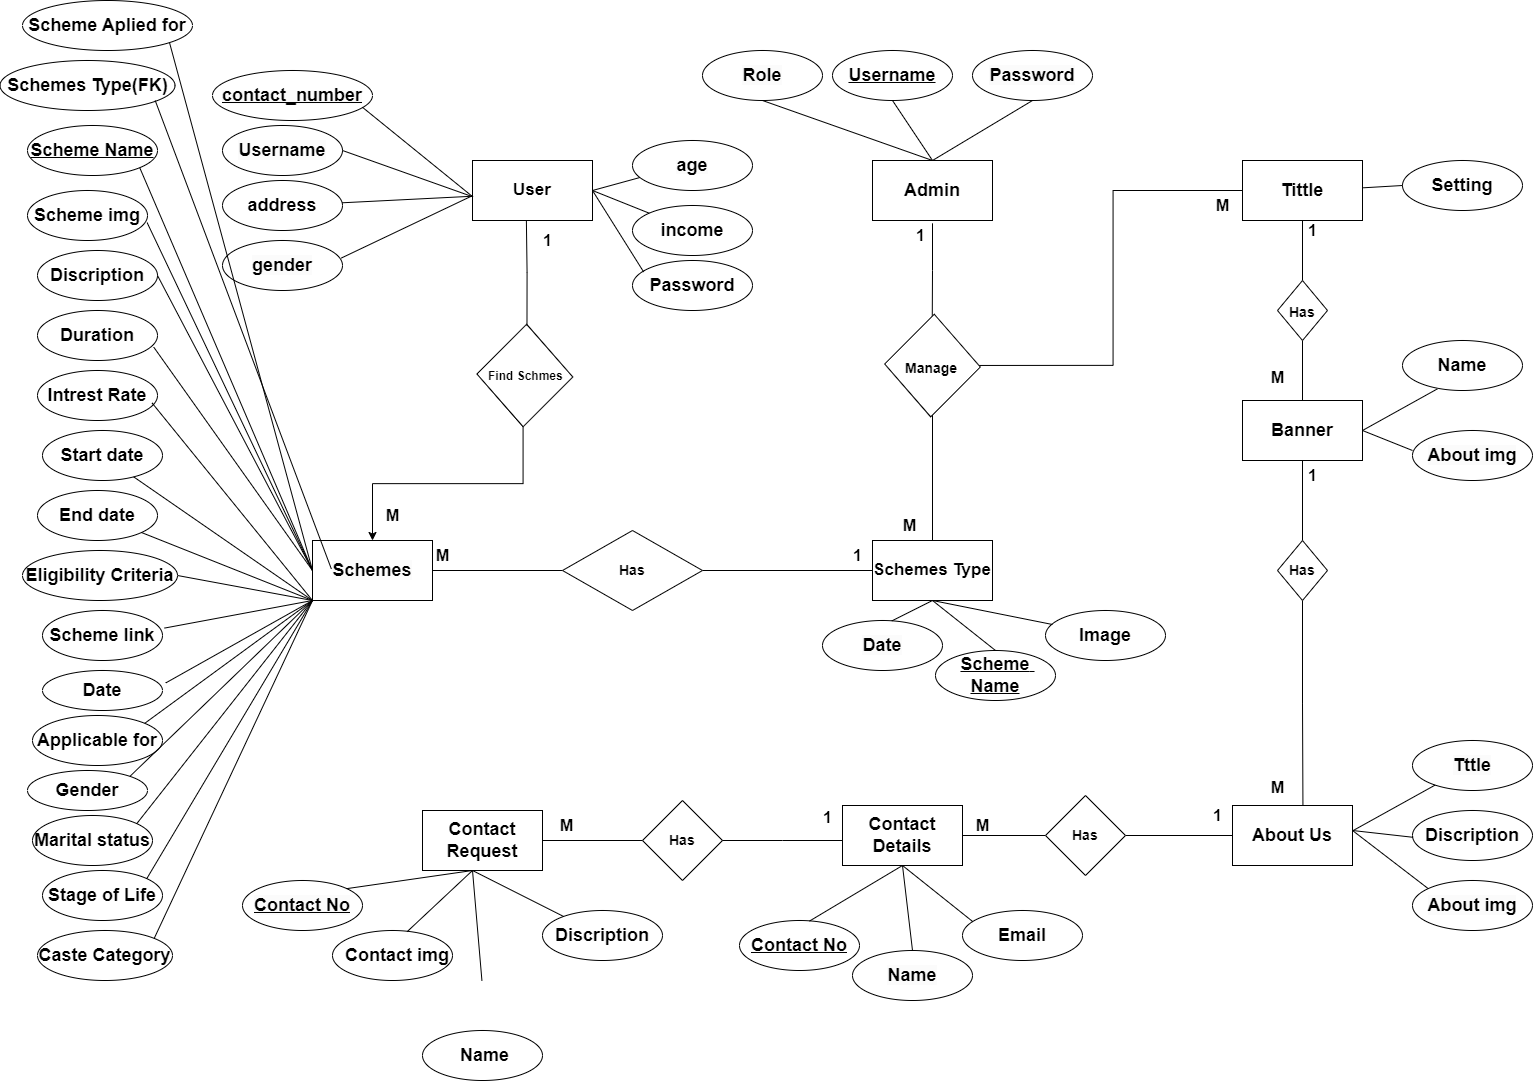 Scheme Aplied for
Schemes Type(FK)
Scheme Name
Scheme img
Discription
Duration
Intrest Rate
Start date
End date
Eligibility Criteria
Scheme link
Date
Applicable for
Gender
Marital status
Stage of Life
Caste Category
contact_number
Username
address
gender
User
age
income
Password
1
Find Schmes
M
Schemes
M
Has
1
Role
Username
Password
Admin
1
Manage
M
M
Schemes Type
Date
Scheme
Name
Image
Tittle
Setting
1
Has
M
Banner
Name
About img
1
Has
M
About Us
Tttle
Discription
About img
1
Has
M
Contact
Details
Contact No
Name
Email
1
Has
M
Contact
Request
Contact No
Contact img
Discription
Name